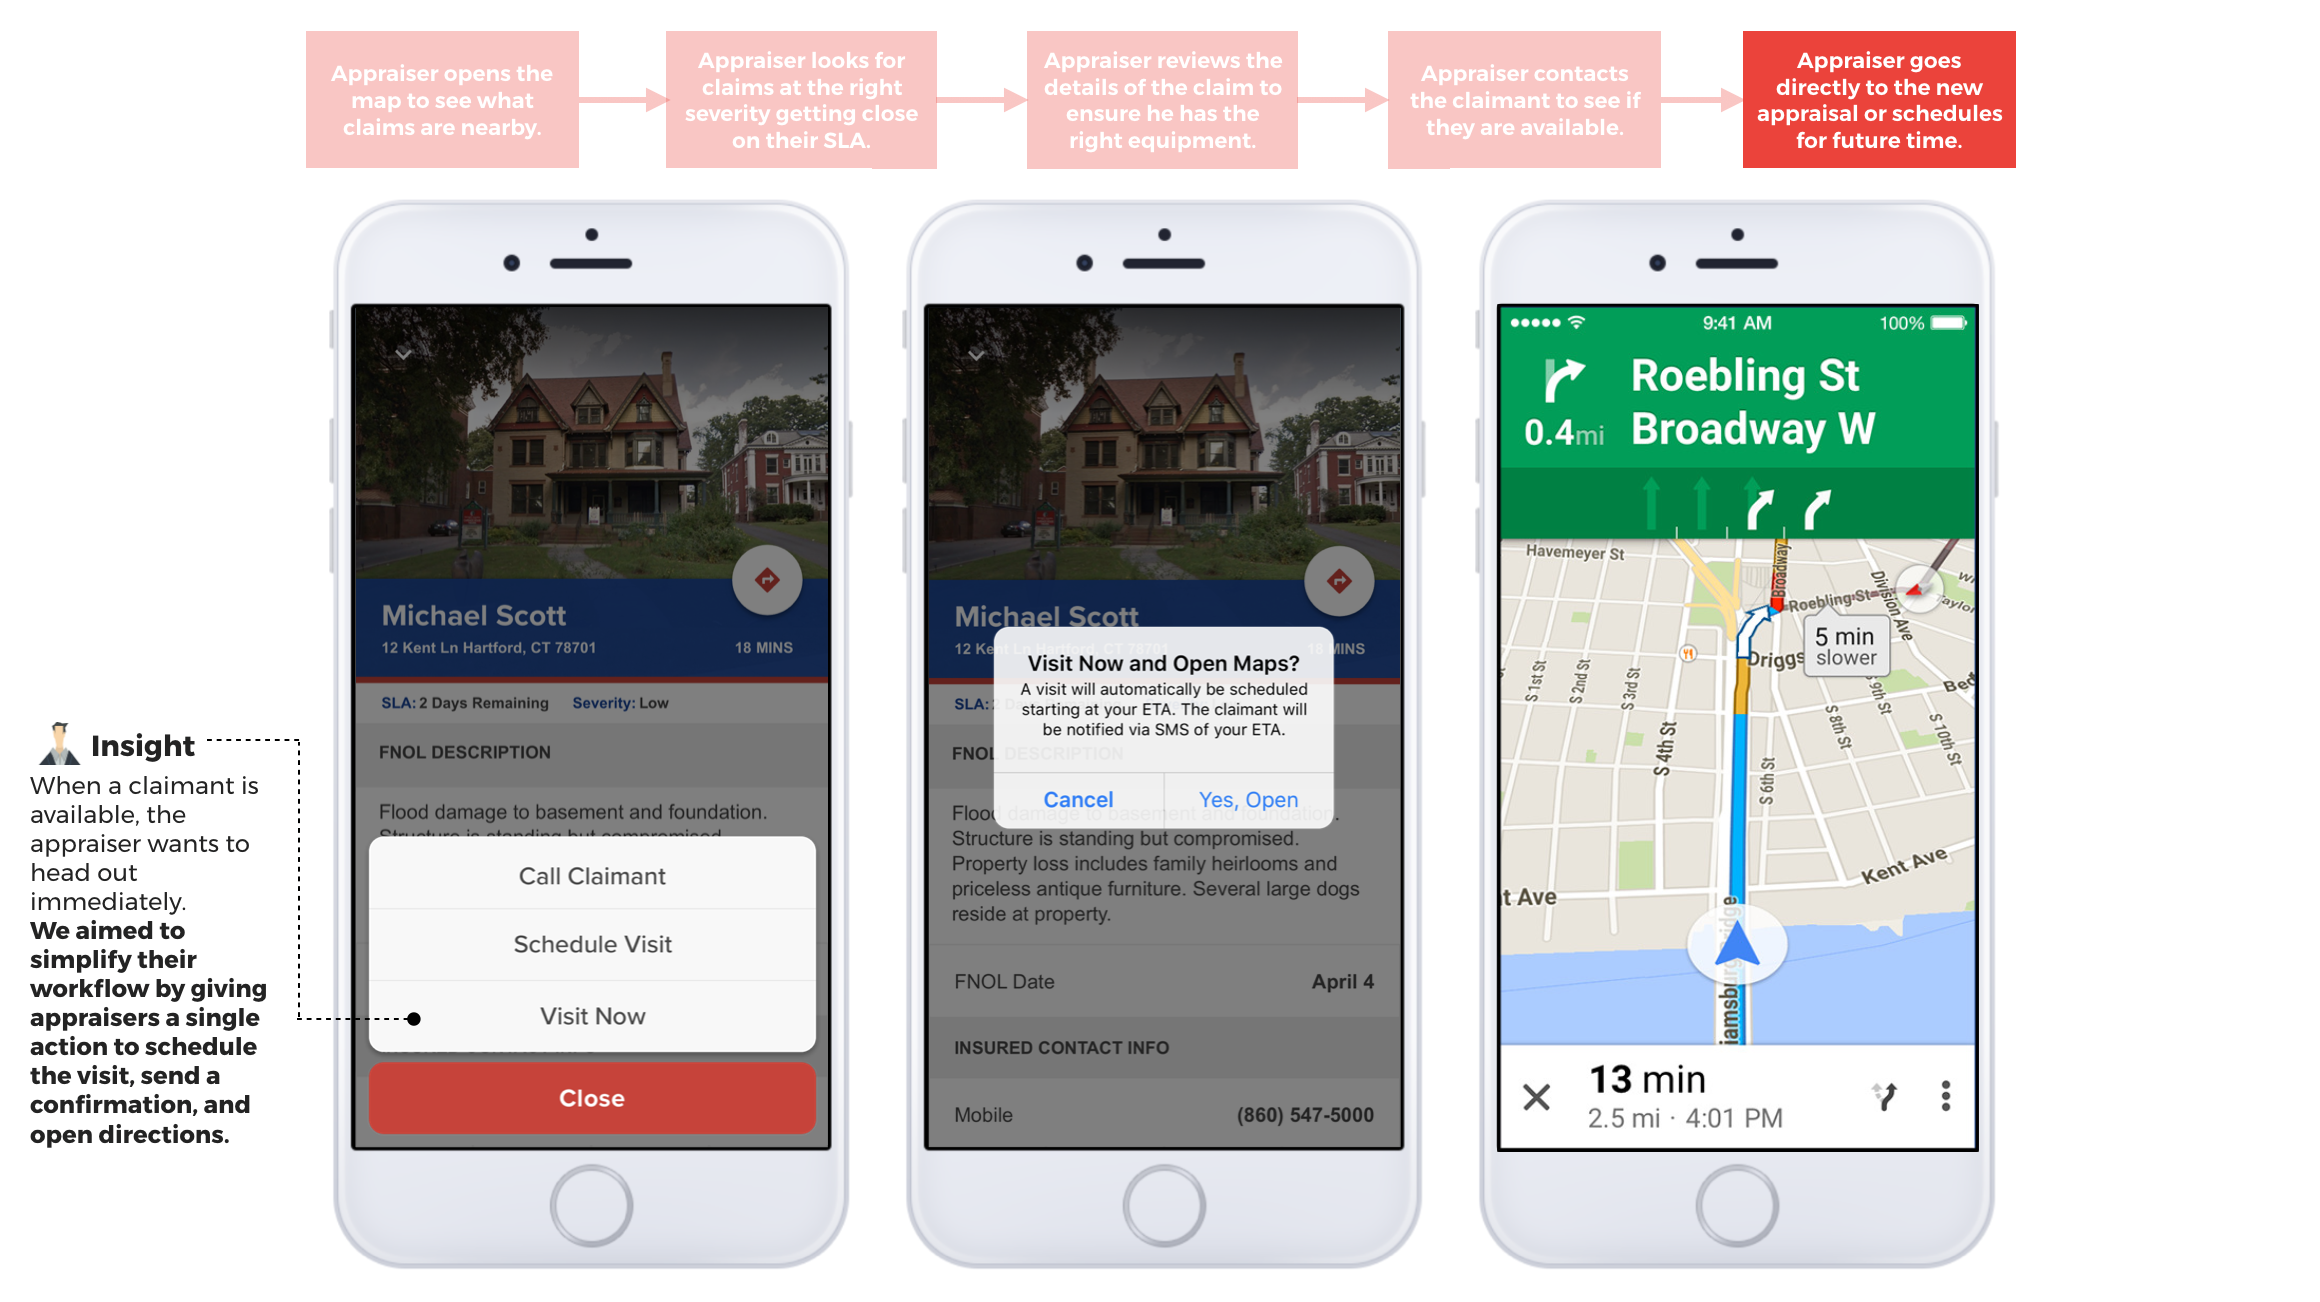 Appraiser opens the
map to see what
claims are nearby.
Appraiser looks for
claims at the right
severity getting close
on their SLA.
Appraiser reviews the
details of the claim to
ensure he has the
right equipment.
Appraiser contacts
the claimant to see if
they are available.
Appraiser goes
directly to the new
appraisal or schedules
for future time.
Insight
When a claimant is
available, the
appraiser wants to
head out
immediately.
We aimed to
simplify their
workflow by giving
appraisers a single
action to schedule
the visit, send a
confirmation, and
open directions.
Michael Scott
12 Kent Ln Hartford, CT 78701 18 MINS
SLA: 2 Days Remaining Severity: Low
FNOL DESCRIPTION
Flood damage to basement and foundation.
Structure is standing but compromised.
Call Claimant
Schedule Visit
Visit Now
Close
Michael Scott
12 Kent Ln Hartford, CT 78701 18 MINS
SLA: 2
Visit Now and Open Maps?
A visit will automatically be scheduled
starting at your ETA. The claimant will
be notified via SMS of your ETA.
FNOL DESCRIPTION
Cancel Yes, Open
Flood damage to basement and foundation.
Structure is standing but compromised.
Property loss includes family heirlooms and
priceless antique furniture. Several large dogs
reside at property.
FNOL Date April 4
INSURED CONTACT INFO
Mobile (860) 547-5000
9:41 AM 100%
Roebling St
0.4mi Broadway W
Havemeyer St
Broadway
Roebling St
Division Ave
5 min
slower
Driggs
S 1st St
S 2nd St
S 3rd St
S 4th St
S 6th St
S 8th St
S 9th St
S 10th St
Bed
Kent Ave
t Ave
iamsburg Bridge
13 min
2.5 mi · 4:01 PM